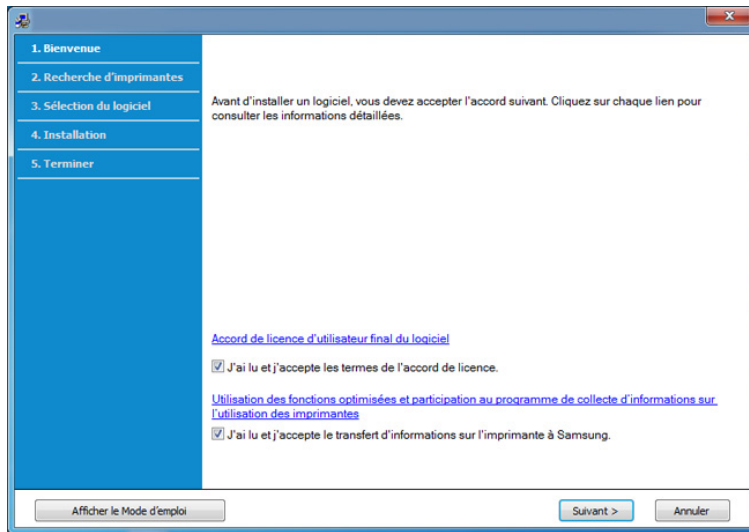 1. Bienvenue
2. Recherche d'imprimantes
3. Sélection du logiciel
4. Installation
5. Terminer
Avant d'installer un logiciel, vous devez accepter l'accord suivant. Cliquez sur chaque lien pour
consulter les informations détaillées.
Accord de licence d'utilisateur final du logiciel
J'ai lu et j'accepte les termes de l'accord de licence.
Utilisation des fonctions optimisées et participation au programme de collecte d'informations sur
l'utilisation des imprimantes
J'ai lu et j'accepte le transfert d'informations sur l'imprimante à Samsung.
Afficher le Mode d'emploi
Suivant >
Annuler